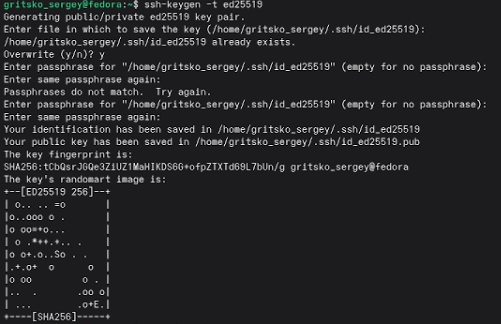 gritsko_sergey@fedora:~$ ssh-keygen -t ed25519
Generating public/private ed25519 key pair.
Enter file in which to save the key (/home/gritsko_sergey/.ssh/id_ed25519):
/home/gritsko_sergey/.ssh/id_ed25519 already exists.
Overwrite (y/n)? y
Enter passphrase for "/home/gritsko_sergey/.ssh/id_ed25519" (empty for no passphrase):
Enter same passphrase again:
Passphrases do not match.  Try again.
Enter passphrase for "/home/gritsko_sergey/.ssh/id_ed25519" (empty for no passphrase):
Enter same passphrase again:
Your identification has been saved in /home/gritsko_sergey/.ssh/id_ed25519
Your public key has been saved in /home/gritsko_sergey/.ssh/id_ed25519.pub
The key fingerprint is:
SHA256:tCbQsrJGQe3ZiUZ1MaHIKDS6G+ofpZTXTd69L7bUn/g gritsko_sergey@fedora
The key's randomart image is:
+--[ED25519 256]--+
| o.. .. =o       |
|o..ooo o .       |
|o oo=+o...       |
| o .*++.+.. .    |
|o o+.o..So . .   |
|.+.o+  o      o  |
|o oo         o . |
|..  .       .oo o|
| ...        .o+E.|
+----[SHA256]-----+